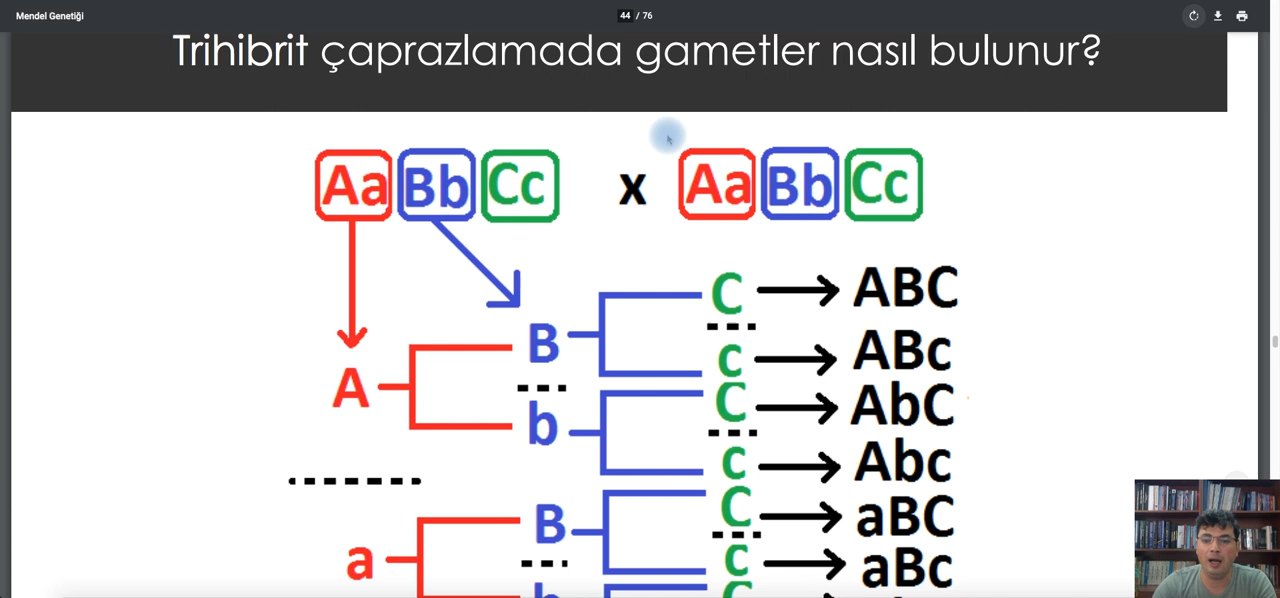 Mendel Genetiği
44 / 76
Trihibrit çaprazlamada gametler nasıl bulunur?
Aa Bb Cc x Aa Bb Cc
C → ABC
B
c → ABc
A
C → AbC
b
c → Abc
C → aBC
B
a
c → aBc